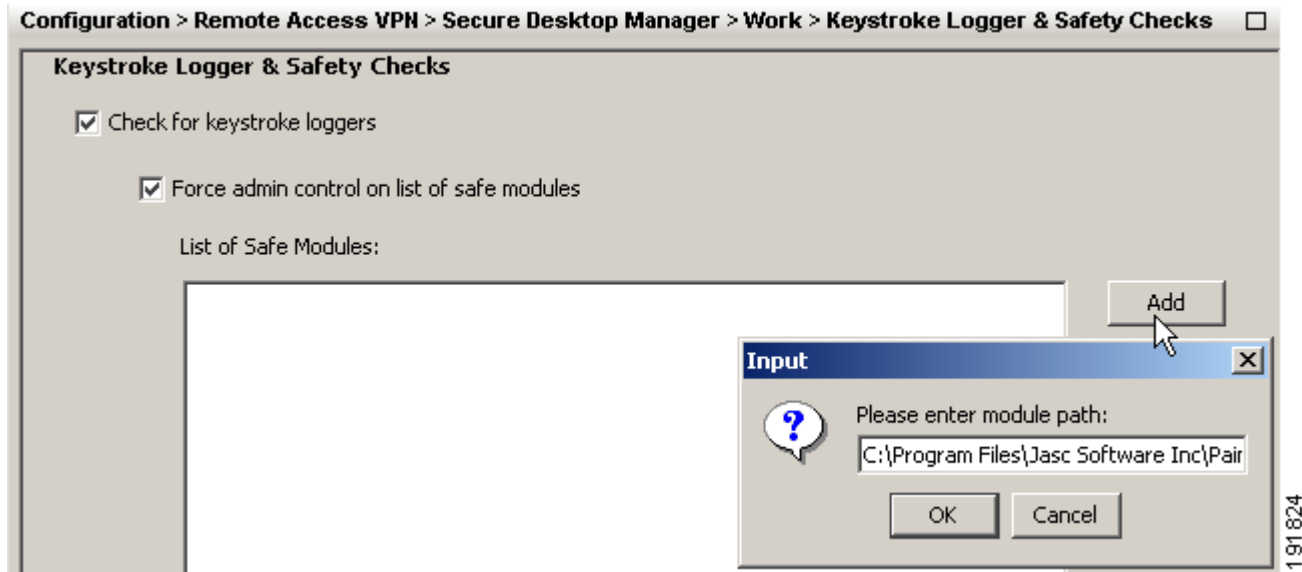 Configuration > Remote Access VPN > Secure Desktop Manager > Work > Keystroke Logger & Safety Checks
Keystroke Logger & Safety Checks
Check for keystroke loggers
Force admin control on list of safe modules
List of Safe Modules:
Add
Input
?
Please enter module path:
C:\Program Files\Jasc Software Inc\Pair
OK
Cancel
191824